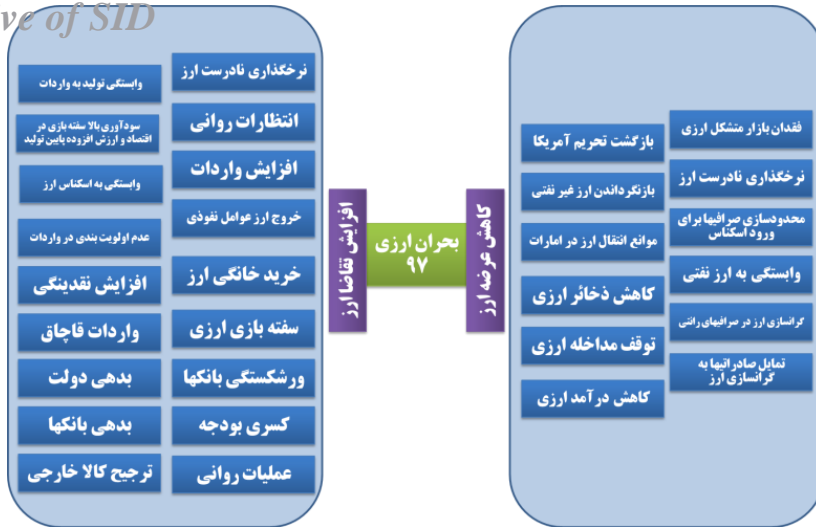 ve of SID
فقدان بازار متشکل ارزی
نرخگذاری نادرست ارز
محدودسازی صرافیها برای
ورود اسکناس
وابستگی به ارز نفتی
گرانسازی ارز در صرافیهای رانتی
تمایل صادراتیها به
گرانسازی ارز
بازگشت تحریم آمریکا
بازنگرداندن ارز غیر نفتی
موانع انتقال ارز در امارات
کاهش ذخائر ارزی
توقف مداخله ارزی
کاهش درآمد ارزی
کاهش عرضه ارز
بحران ارزی
۹۷
افزایش تقاضا ارز
نرخگذاری نادرست ارز
انتظارات روانی
افزایش واردات
خروج ارز عوامل نفوذی
خرید خانگی ارز
سفته بازی ارزی
ورشکستگی بانکها
کسری بودجه
عملیات روانی
وابستگی تولید به واردات
سودآوری بالا سفته بازی در
اقتصاد و ارزش افزوده پایین تولید
وابستگی به اسکناس ارز
عدم اولویت بندی در واردات
افزایش نقدینگی
واردات قاچاق
بدهی دولت
بدهی بانکها
ترجیح کالا خارجی